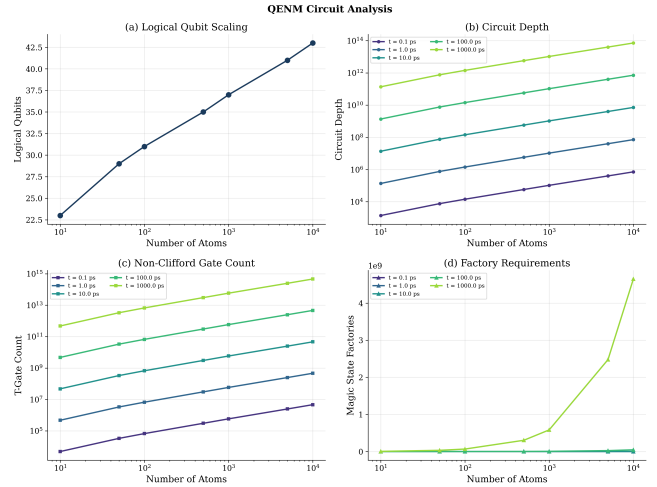 QENM Circuit Analysis
(a) Logical Qubit Scaling
42.5
40.0
37.5
35.0
32.5
30.0
27.5
25.0
22.5
Logical Qubits
10¹ 10² 10³ 10⁴
Number of Atoms
(b) Circuit Depth
t = 0.1 ps
t = 1.0 ps
t = 10.0 ps
t = 100.0 ps
t = 1000.0 ps
10¹⁴
10¹²
10¹⁰
10⁸
10⁶
10⁴
Circuit Depth
10¹ 10² 10³ 10⁴
Number of Atoms
(c) Non-Clifford Gate Count
t = 0.1 ps
t = 1.0 ps
t = 10.0 ps
t = 100.0 ps
t = 1000.0 ps
10¹⁵
10¹³
10¹¹
10⁹
10⁷
10⁵
T-Gate Count
10¹ 10² 10³ 10⁴
Number of Atoms
(d) Factory Requirements
1e9
t = 0.1 ps
t = 1.0 ps
t = 10.0 ps
t = 100.0 ps
t = 1000.0 ps
4
3
2
1
0
Magic State Factories
10¹ 10² 10³ 10⁴
Number of Atoms